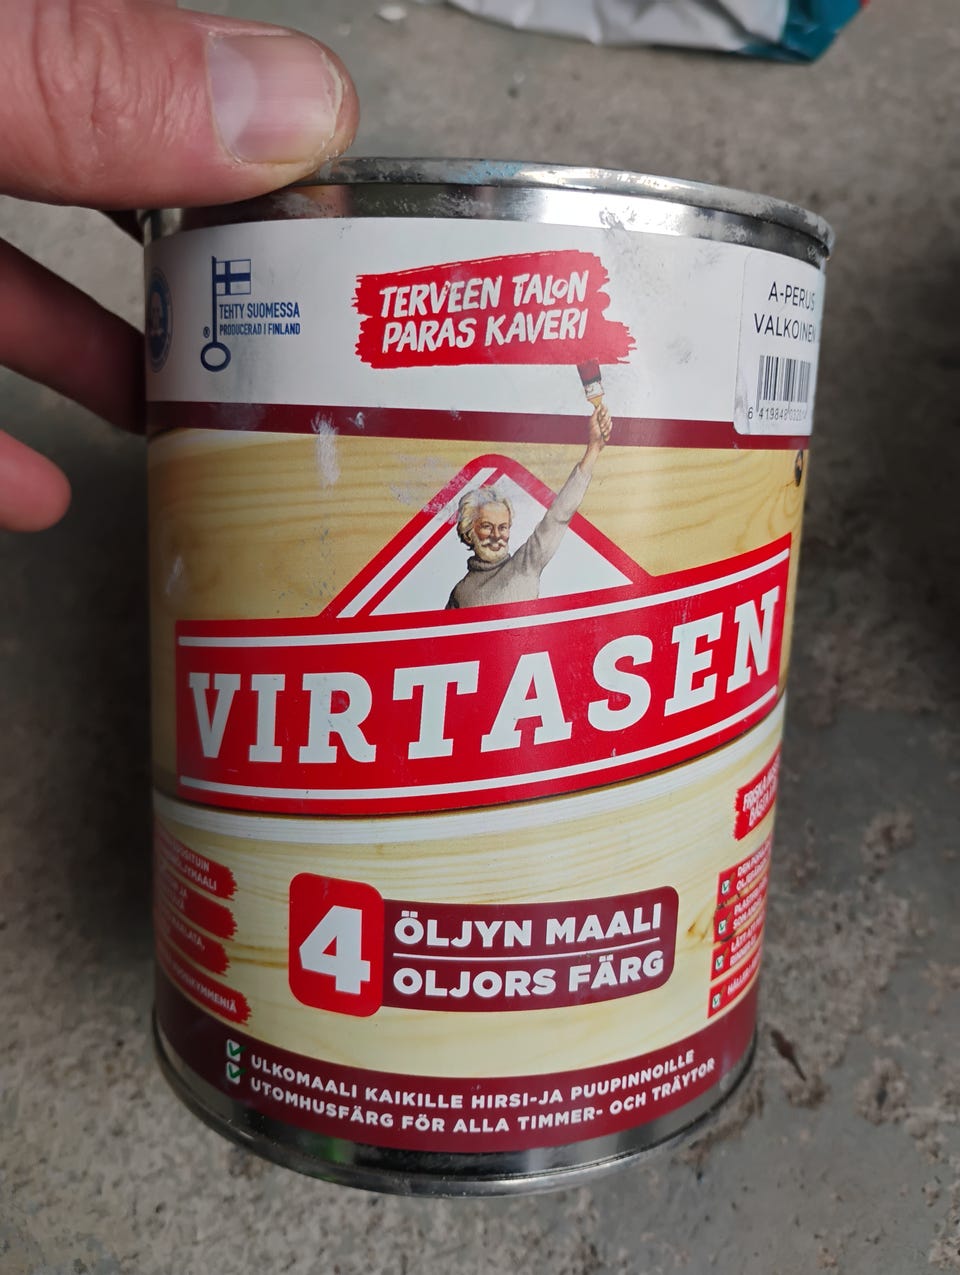 TEHTY SUOMESSA
PRODUCERAD I FINLAND
®
TERVEEN TALON
PARAS KAVERI
A-PERUS
VALKOINEN
VIRTASEN
4
ÖLJYN MAALI
OLJORS FÄRG
ULKOMAALI KAIKILLE HIRSI-JA PUUPINNOILLE
UTOMHUSFÄRG FÖR ALLA TIMMER- OCH TRÄYTOR